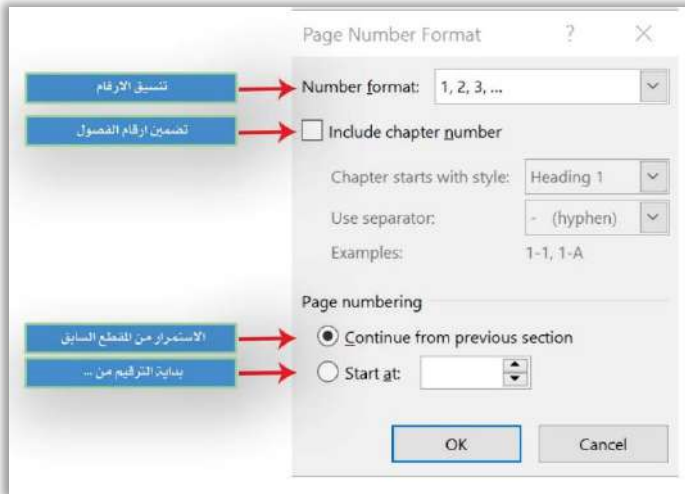 Page Number Format ? ×
تنسيق الارقام
Number format: 1, 2, 3, ...
تضمين ارقام الفصول
Include chapter number
Chapter starts with style: Heading 1
Use separator: - (hyphen)
Examples: 1-1, 1-A
Page numbering
الاستمرار من المقطع السابق
Continue from previous section
بداية الترقيم من ...
Start at:
OK Cancel